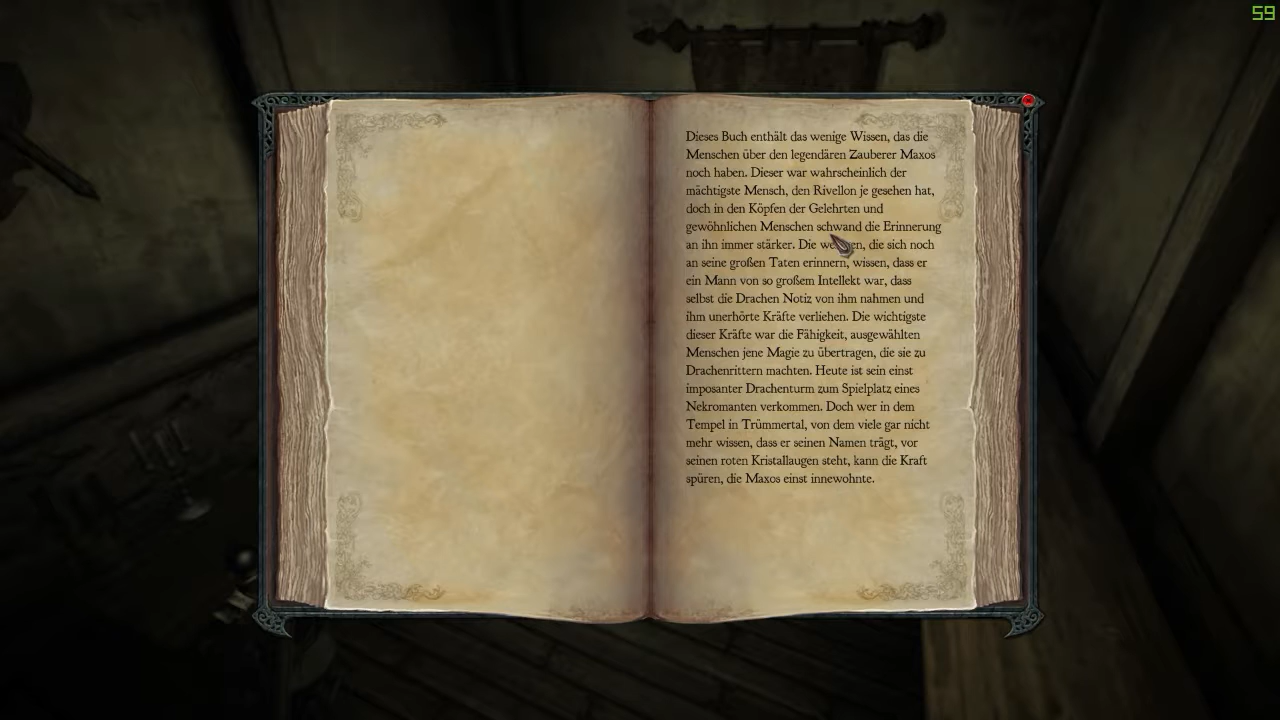 59
Dieses Buch enthält das wenige Wissen, das die
Menschen über den legendären Zauberer Maxos
noch haben. Dieser war wahrscheinlich der
mächtigste Mensch, den Rivellon je gesehen hat,
doch in den Köpfen der Gelehrten und
gewöhnlichen Menschen schwand die Erinnerung
an ihn immer stärker. Die die sich noch
an seine großen Taten erinnern, wissen, dass er
ein Mann von so großem Intellekt war, dass
selbst die Drachen Notiz von ihm nahmen und
ihm unerhörte Kräfte verliehen. Die wichtigste
dieser Kräfte war die Fähigkeit, ausgewählten
Menschen jene Magie zu übertragen, die sie zu
Drachenrittern machten. Heute ist sein einst
imposanter Drachenturm zum Spielplatz eines
Nekromanten verkommen. Doch wer in dem
Tempel in Trümmertal, von dem viele gar nicht
mehr wissen, dass er seinen Namen trägt, vor
seinen roten Kristallaugen steht, kann die Kraft
spüren, die Maxos einst innewohnte.